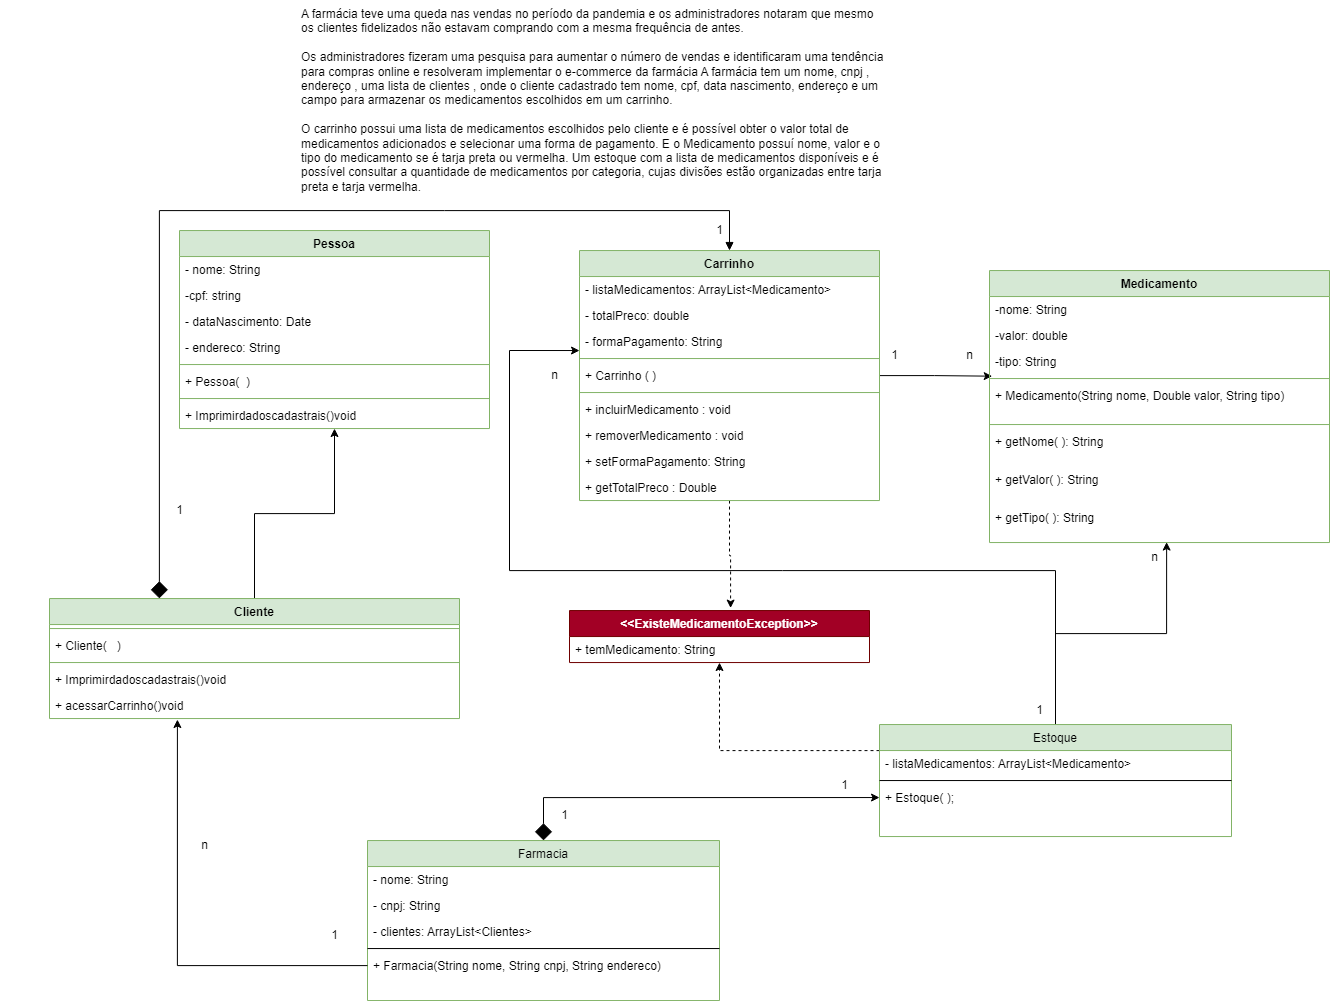 A farmácia teve uma queda nas vendas no período da pandemia e os administradores notaram que mesmo
os clientes fidelizados não estavam comprando com a mesma frequência de antes.
Os administradores fizeram uma pesquisa para aumentar o número de vendas e identificaram uma tendência
para compras online e resolveram implementar o e-commerce da farmácia A farmácia tem um nome, cnpj ,
endereço , uma lista de clientes , onde o cliente cadastrado tem nome, cpf, data nascimento, endereço e um
campo para armazenar os medicamentos escolhidos em um carrinho.
O carrinho possui uma lista de medicamentos escolhidos pelo cliente e é possível obter o valor total de
medicamentos adicionados e selecionar uma forma de pagamento. E o Medicamento possuí nome, valor e o
tipo do medicamento se é tarja preta ou vermelha. Um estoque com a lista de medicamentos disponíveis e é
possível consultar a quantidade de medicamentos por categoria, cujas divisões estão organizadas entre tarja
preta e tarja vermelha.
1
Pessoa
- nome: String
-cpf: string
- dataNascimento: Date
- endereco: String
+ Pessoa(  )
+ Imprimirdadoscadastrais()void
Carrinho
- listaMedicamentos: ArrayList<Medicamento>
- totalPreco: double
- formaPagamento: String
+ Carrinho ( )
+ incluirMedicamento : void
+ removerMedicamento : void
+ setFormaPagamento: String
+ getTotalPreco : Double
n
1
n
Medicamento
-nome: String
-valor: double
-tipo: String
+ Medicamento(String nome, Double valor, String tipo)
+ getNome( ): String
+ getValor( ): String
+ getTipo( ): String
n
1
Cliente
+ Cliente(   )
+ Imprimirdadoscadastrais()void
+ acessarCarrinho()void
<<ExisteMedicamentoException>>
+ temMedicamento: String
1
Estoque
- listaMedicamentos: ArrayList<Medicamento>
+ Estoque( );
1
1
n
1
Farmacia
- nome: String
- cnpj: String
- clientes: ArrayList<Clientes>
+ Farmacia(String nome, String cnpj, String endereco)